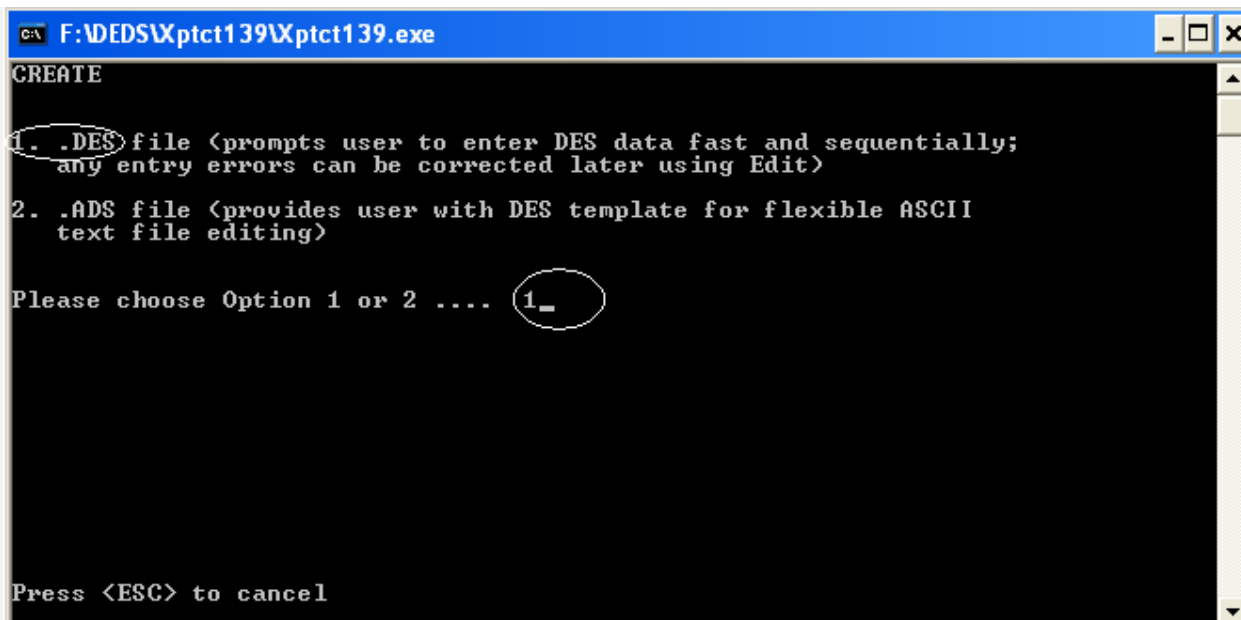 F:\DEDS\Xptct139\Xptct139.exe
CREATE
1. .DES file (prompts user to enter DES data fast and sequentially;
any entry errors can be corrected later using Edit)
2. .ADS file (provides user with DES template for flexible ASCII
text file editing)
Please choose Option 1 or 2 .... 1_
Press <ESC> to cancel